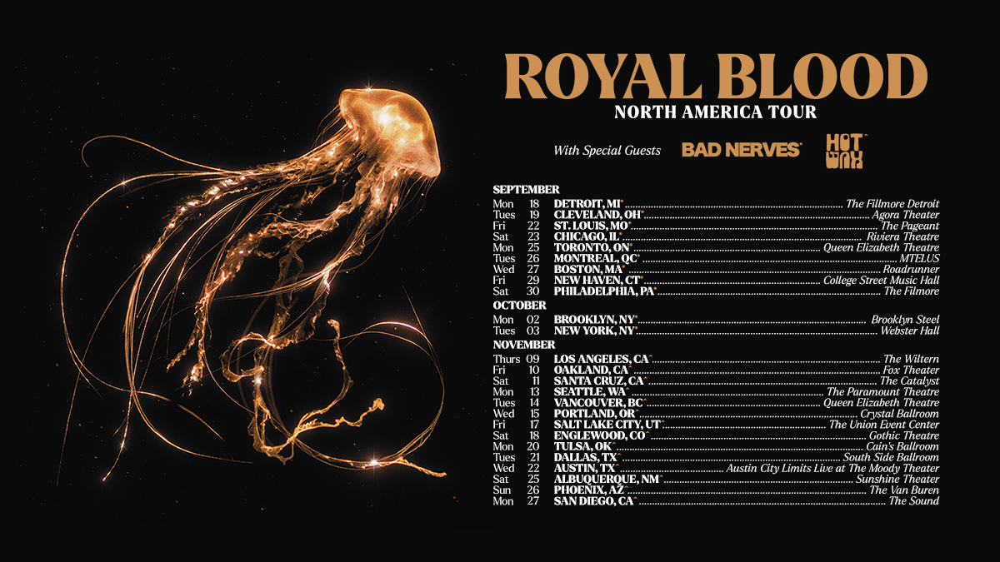 ROYAL BLOOD
NORTH AMERICA TOUR
With Special Guests BAD NERVES* HOT WAX^
SEPTEMBER
Mon 18 DETROIT, MI* The Fillmore Detroit
Tues 19 CLEVELAND, OH* Agora Theater
Fri 22 ST. LOUIS, MO* The Pageant
Sat 23 CHICAGO, IL* Riviera Theatre
Mon 25 TORONTO, ON* Queen Elizabeth Theatre
Tues 26 MONTREAL, QC* MTELUS
Wed 27 BOSTON, MA* Roadrunner
Fri 29 NEW HAVEN, CT* College Street Music Hall
Sat 30 PHILADELPHIA, PA* The Filmore
OCTOBER
Mon 02 BROOKLYN, NY* Brooklyn Steel
Tues 03 NEW YORK, NY* Webster Hall
NOVEMBER
Thurs 09 LOS ANGELES, CA^ The Wiltern
Fri 10 OAKLAND, CA^ Fox Theater
Sat 11 SANTA CRUZ, CA^ The Catalyst
Mon 13 SEATTLE, WA^ The Paramount Theatre
Tues 14 VANCOUVER, BC^ Queen Elizabeth Theatre
Wed 15 PORTLAND, OR^ Crystal Ballroom
Fri 17 SALT LAKE CITY, UT^ The Union Event Center
Sat 18 ENGLEWOOD, CO^ Gothic Theatre
Mon 20 TULSA, OK^ Cain's Ballroom
Tues 21 DALLAS, TX^ South Side Ballroom
Wed 22 AUSTIN, TX^ Austin City Limits Live at The Moody Theater
Sat 25 ALBUQUERQUE, NM^ Sunshine Theater
Sun 26 PHOENIX, AZ^ The Van Buren
Mon 27 SAN DIEGO, CA^ The Sound